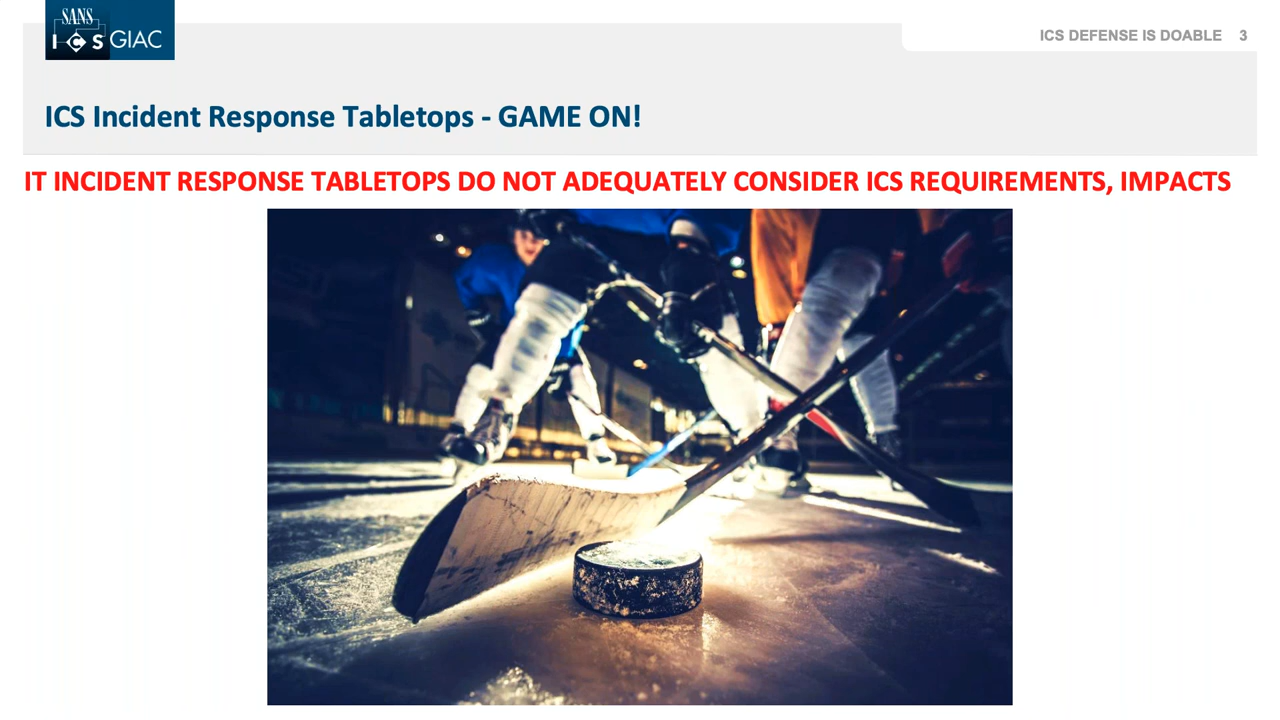 SANS
ICS GIAC
ICS DEFENSE IS DOABLE 3
ICS Incident Response Tabletops - GAME ON!
IT INCIDENT RESPONSE TABLETOPS DO NOT ADEQUATELY CONSIDER ICS REQUIREMENTS, IMPACTS